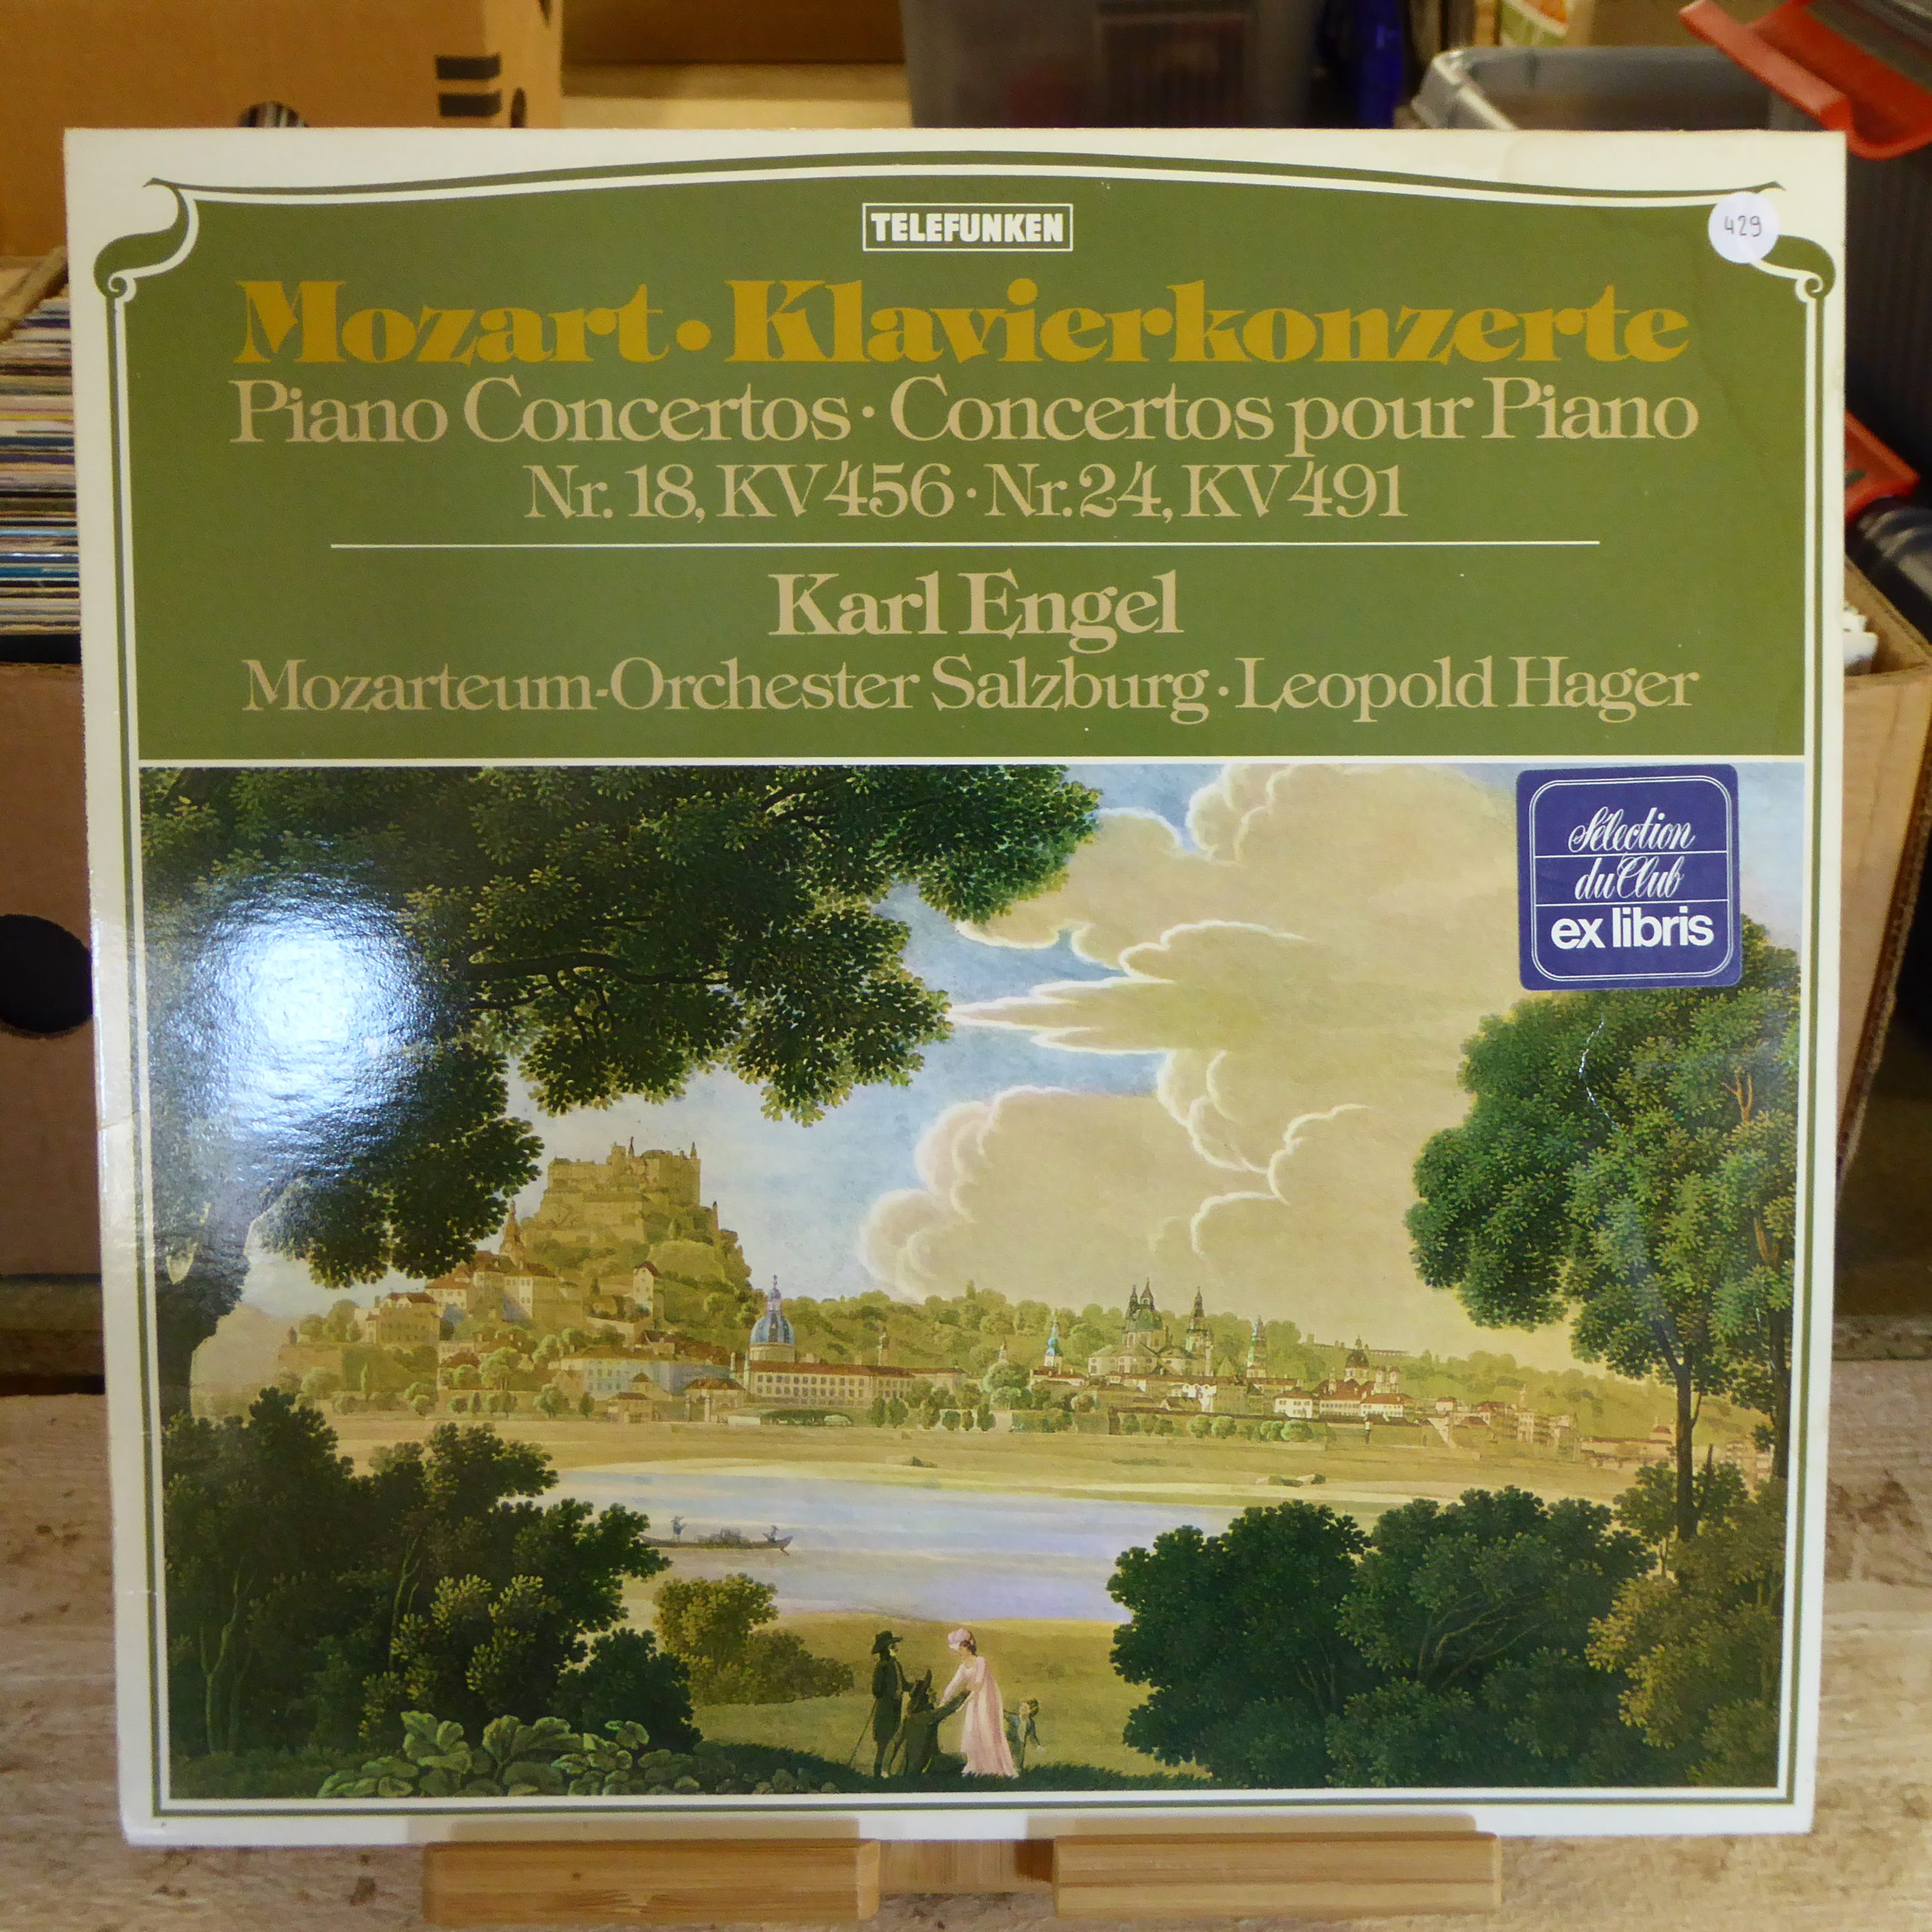 TELEFUNKEN
429
Mozart · Klavierkonzerte
Piano Concertos · Concertos pour Piano
Nr. 18, KV 456 · Nr. 24, KV 491
Karl Engel
Mozarteum-Orchester Salzburg · Leopold Hager
Sélection
du Club
ex libris